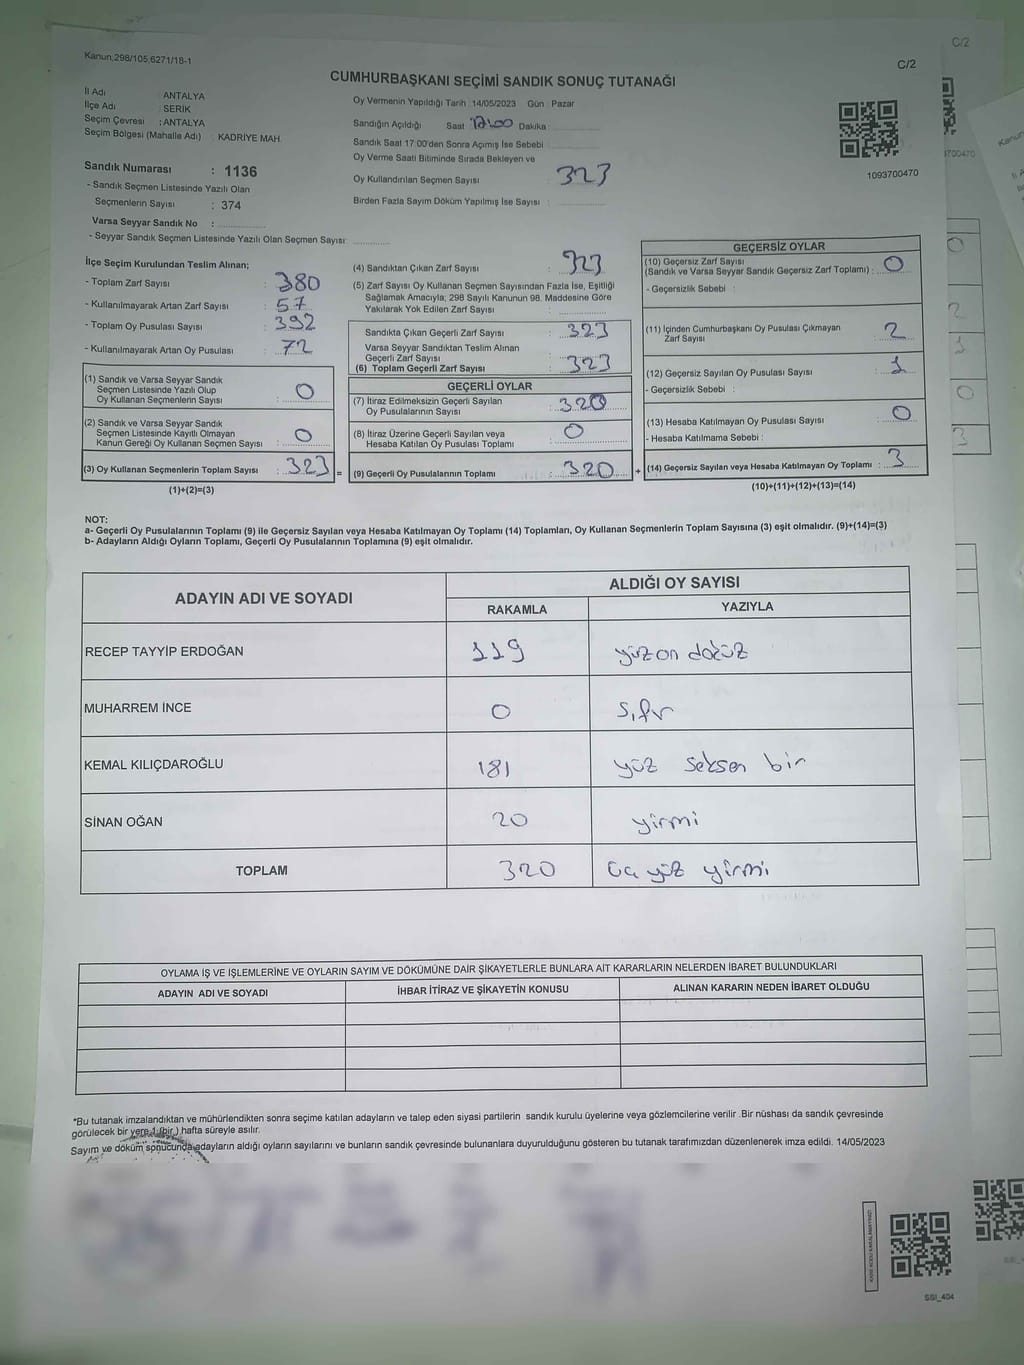 Kanun;298/105;6271/18-1
C/2
CUMHURBAŞKANI SEÇİMİ SANDIK SONUÇ TUTANAĞI
İl Adı : ANTALYA
İlçe Adı : SERİK
Seçim Çevresi : ANTALYA
Seçim Bölgesi (Mahalle Adı) : KADRİYE MAH.
Sandık Numarası : 1136
- Sandık Seçmen Listesinde Yazılı Olan
Seçmenlerin Sayısı : 374
Varsa Seyyar Sandık No :
- Seyyar Sandık Seçmen Listesinde Yazılı Olan Seçmen Sayısı:
Oy Vermenin Yapıldığı Tarih : 14/05/2023 Gün : Pazar
Sandığın Açıldığı Saat 17:00 Dakika :
Sandık Saat 17:00'den Sonra Açımış İse Sebebi
Oy Verme Saati Bitiminde Sırada Bekleyen ve
Oy Kullandırılan Seçmen Sayısı : 323
Birden Fazla Sayım Döküm Yapılmış İse Sayısı :
1093700470
İlçe Seçim Kurulundan Teslim Alınan;
- Toplam Zarf Sayısı : 380
- Kullanılmayarak Artan Zarf Sayısı : 57
- Toplam Oy Pusulası Sayısı : 392
- Kullanılmayarak Artan Oy Pusulası : 72
(1) Sandık ve Varsa Seyyar Sandık
Seçmen Listesinde Yazılı Olup
Oy Kullanan Seçmenlerin Sayısı : 0
(2) Sandık ve Varsa Seyyar Sandık
Seçmen Listesinde Kayıtlı Olmayan
Kanun Gereği Oy Kullanan Seçmen Sayısı : 0
(3) Oy Kullanan Seçmenlerin Toplam Sayısı : 323 =
(1)+(2)=(3)
(4) Sandıktan Çıkan Zarf Sayısı : 323
(5) Zarf Sayısı Oy Kullanan Seçmen Sayısından Fazla İse, Eşitliği
Sağlamak Amacıyla; 298 Sayılı Kanunun 98. Maddesine Göre
Yakılarak Yok Edilen Zarf Sayısı :
Sandıkta Çıkan Geçerli Zarf Sayısı : 323
Varsa Seyyar Sandıktan Teslim Alınan
Geçerli Zarf Sayısı
(6) Toplam Geçerli Zarf Sayısı : 323
GEÇERLİ OYLAR
(7) İtiraz Edilmeksizin Geçerli Sayılan
Oy Pusulalarının Sayısı : 320
(8) İtiraz Üzerine Geçerli Sayılan veya
Hesaba Katılan Oy Pusulası Toplamı : 0
(9) Geçerli Oy Pusulalarının Toplamı : 320 +
GEÇERSİZ OYLAR
(10) Geçersiz Zarf Sayısı
(Sandık ve Varsa Seyyar Sandık Geçersiz Zarf Toplamı) : 0
- Geçersizlik Sebebi :
(11) İçinden Cumhurbaşkanı Oy Pusulası Çıkmayan
Zarf Sayısı : 2
(12) Geçersiz Sayılan Oy Pusulası Sayısı : 1
- Geçersizlik Sebebi :
(13) Hesaba Katılmayan Oy Pusulası Sayısı : 0
- Hesaba Katılmama Sebebi :
(14) Geçersiz Sayılan veya Hesaba Katılmayan Oy Toplamı : 3
(10)+(11)+(12)+(13)=(14)
NOT:
a- Geçerli Oy Pusulalarının Toplamı (9) ile Geçersiz Sayılan veya Hesaba Katılmayan Oy Toplamı (14) Toplamları, Oy Kullanan Seçmenlerin Toplam Sayısına (3) eşit olmalıdır. (9)+(14)=(3)
b- Adayların Aldığı Oyların Toplamı, Geçerli Oy Pusulalarının Toplamına (9) eşit olmalıdır.
ADAYIN ADI VE SOYADI
ALDIĞI OY SAYISI
RAKAMLA YAZIYLA
RECEP TAYYİP ERDOĞAN 119 yüzon dokuz
MUHARREM İNCE 0 sıfır
KEMAL KILIÇDAROĞLU 181 yüz seksen bir
SİNAN OĞAN 20 yirmi
TOPLAM 320 üç yüz yirmi
OYLAMA İŞ VE İŞLEMLERİNE VE OYLARIN SAYIM VE DÖKÜMÜNE DAİR ŞİKAYETLERLE BUNLARA AİT KARARLARIN NELERDEN İBARET BULUNDUKLARI
ADAYIN ADI VE SOYADI İHBAR İTİRAZ VE ŞİKAYETİN KONUSU ALINAN KARARIN NEDEN İBARET OLDUĞU
*Bu tutanak imzalandıktan ve mühürlendikten sonra seçime katılan adayların ve talep eden siyasi partilerin sandık kurulu üyelerine veya gözlemcilerine verilir .Bir nüshası da sandık çevresinde
görülecek bir yere 1 (bir ) hafta süreyle asılır.
Sayım ve döküm sonucunda adayların aldığı oyların sayılarını ve bunların sandık çevresinde bulunanlara duyurulduğunu gösteren bu tutanak tarafımızdan düzenlenerek imza edildi. 14/05/2023
SSI_404
C/2